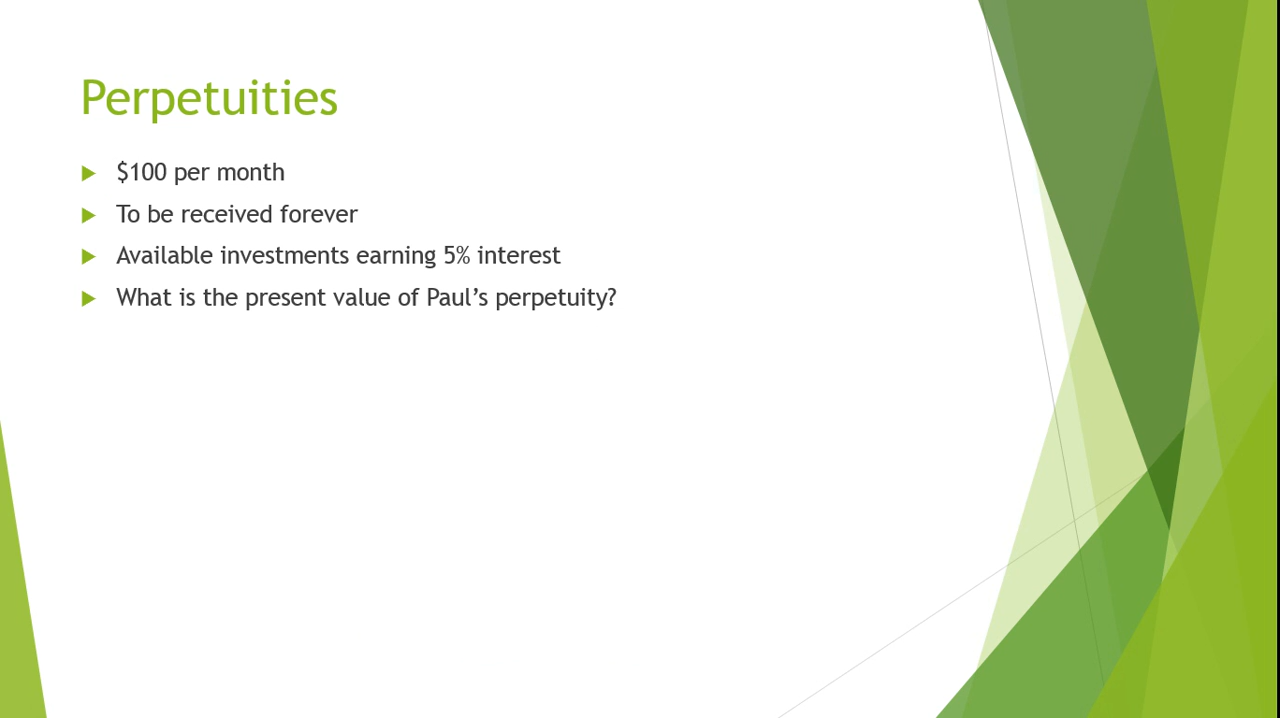 Perpetuities
$100 per month
To be received forever
Available investments earning 5% interest
What is the present value of Paul’s perpetuity?